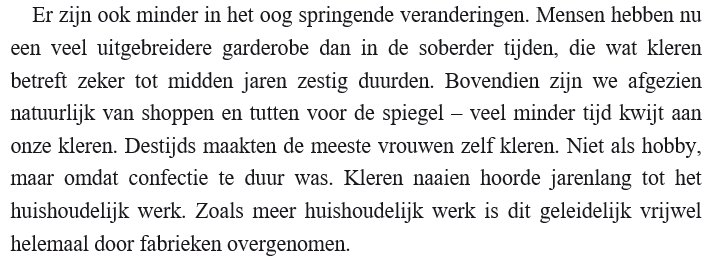 Er zijn ook minder in het oog springende veranderingen. Mensen hebben nu
een veel uitgebreidere garderobe dan in de soberder tijden, die wat kleren
betreft zeker tot midden jaren zestig duurden. Bovendien zijn we afgezien
natuurlijk van shoppen en tutten voor de spiegel – veel minder tijd kwijt aan
onze kleren. Destijds maakten de meeste vrouwen zelf kleren. Niet als hobby,
maar omdat confectie te duur was. Kleren naaien hoorde jarenlang tot het
huishoudelijk werk. Zoals meer huishoudelijk werk is dit geleidelijk vrijwel
helemaal door fabrieken overgenomen.